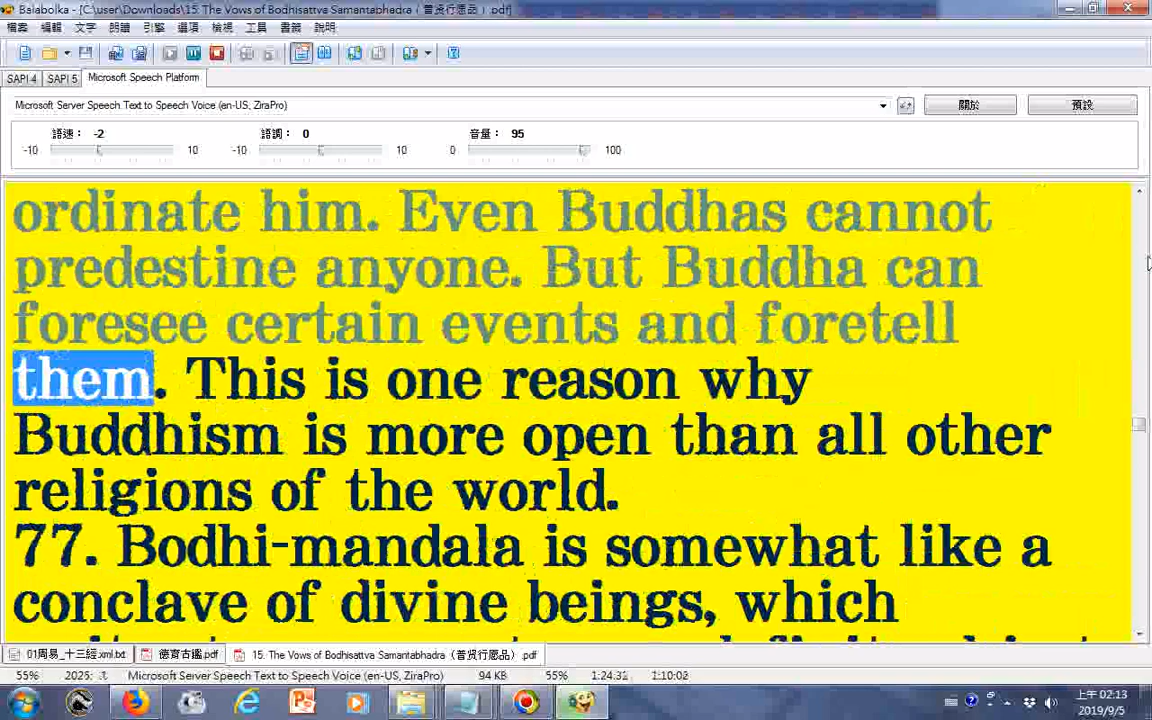 Balabolka - [C:\user\Downloads\15. The Vows of Bodhisattva Samantabhadra (普賢行愿品).pdf]
檔案 編輯 文字 朗讀 引擎 選項 檢視 工具 書籤 說明
SAPI 4 SAPI 5 Microsoft Speech Platform
Microsoft Server Speech Text to Speech Voice (en-US, ZiraPro)
關於 預設
語速： -2 語調： 0 音量： 95
-10 10 -10 10 0 100
ordinate him. Even Buddhas cannot
predestine anyone. But Buddha can
foresee certain events and foretell
them. This is one reason why
Buddhism is more open than all other
religions of the world.
77. Bodhi-mandala is somewhat like a
conclave of divine beings, which
01周易_十三經.xml.txt 德育古鑑.pdf 15. The Vows of Bodhisattva Samantabhadra (普賢行愿品) .pdf
55% 2025: Microsoft Server Speech Text to Speech Voice (en-US, ZiraPro) 94 KB 55% 1:24:32 1:10:02
上午 02:13
2019/9/5